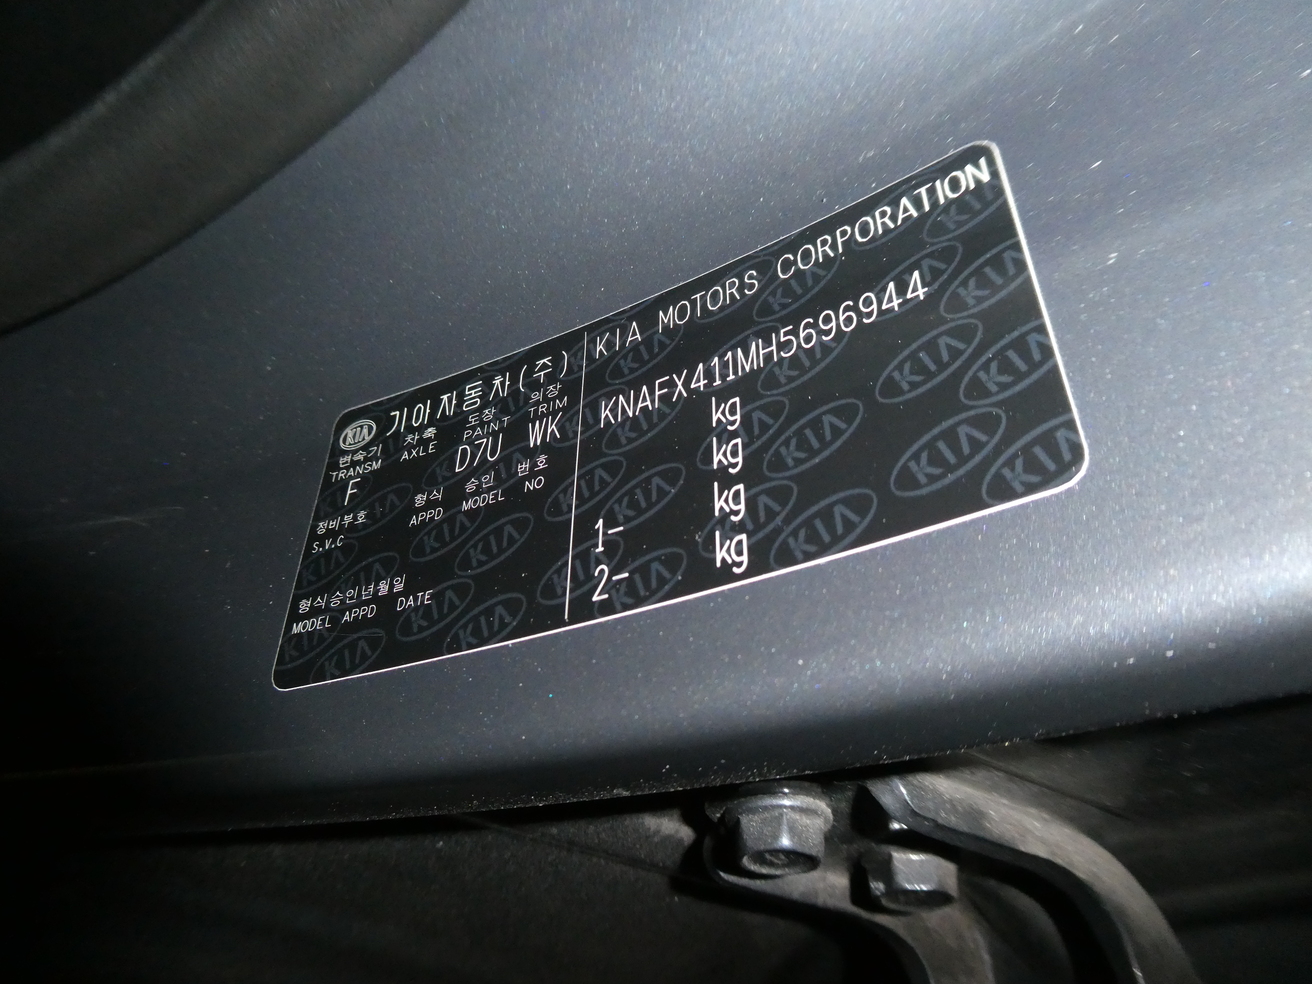 KIA 기아자동차(주)
변속기 차축 도장 의장
TRANSM AXLE PAINT TRIM
F D7U WK
정비부호 형식 승인 번호
S.V.C APPD MODEL NO
형식승인년월일
MODEL APPD DATE
KIA MOTORS CORPORATION
KNAFX411MH5696944
kg
kg
1- kg
2- kg